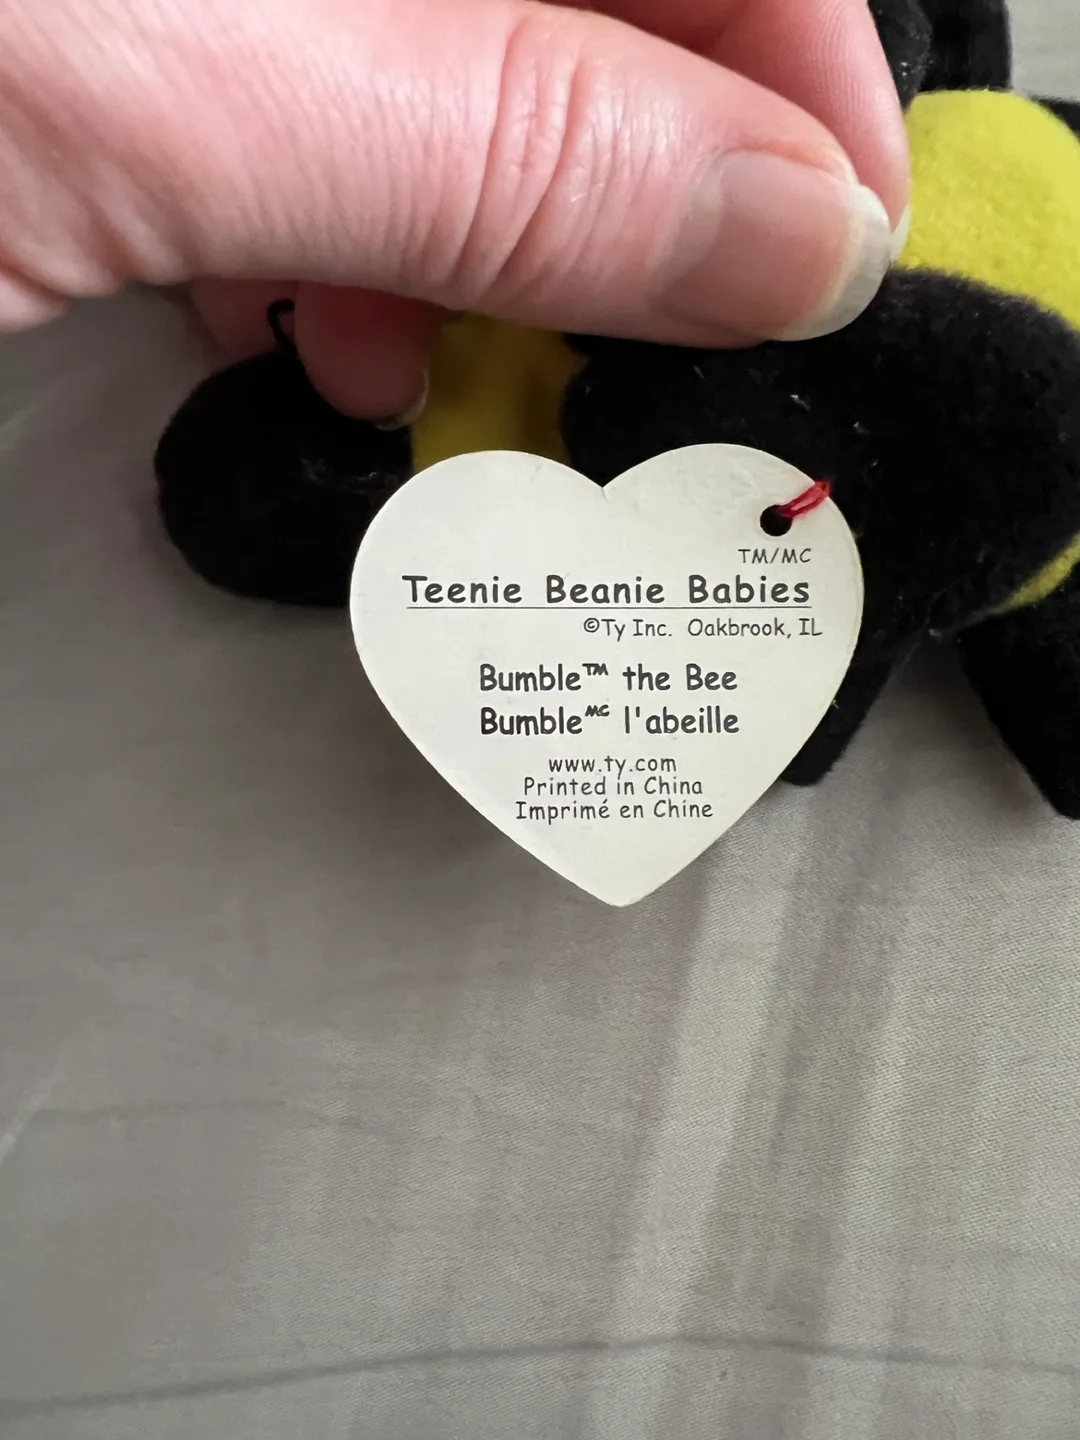 TM/MC
Teenie Beanie Babies
©Ty Inc. Oakbrook, IL
Bumble™ the Bee
Bumble MC l'abeille
www.ty.com
Printed in China
Imprimé en Chine